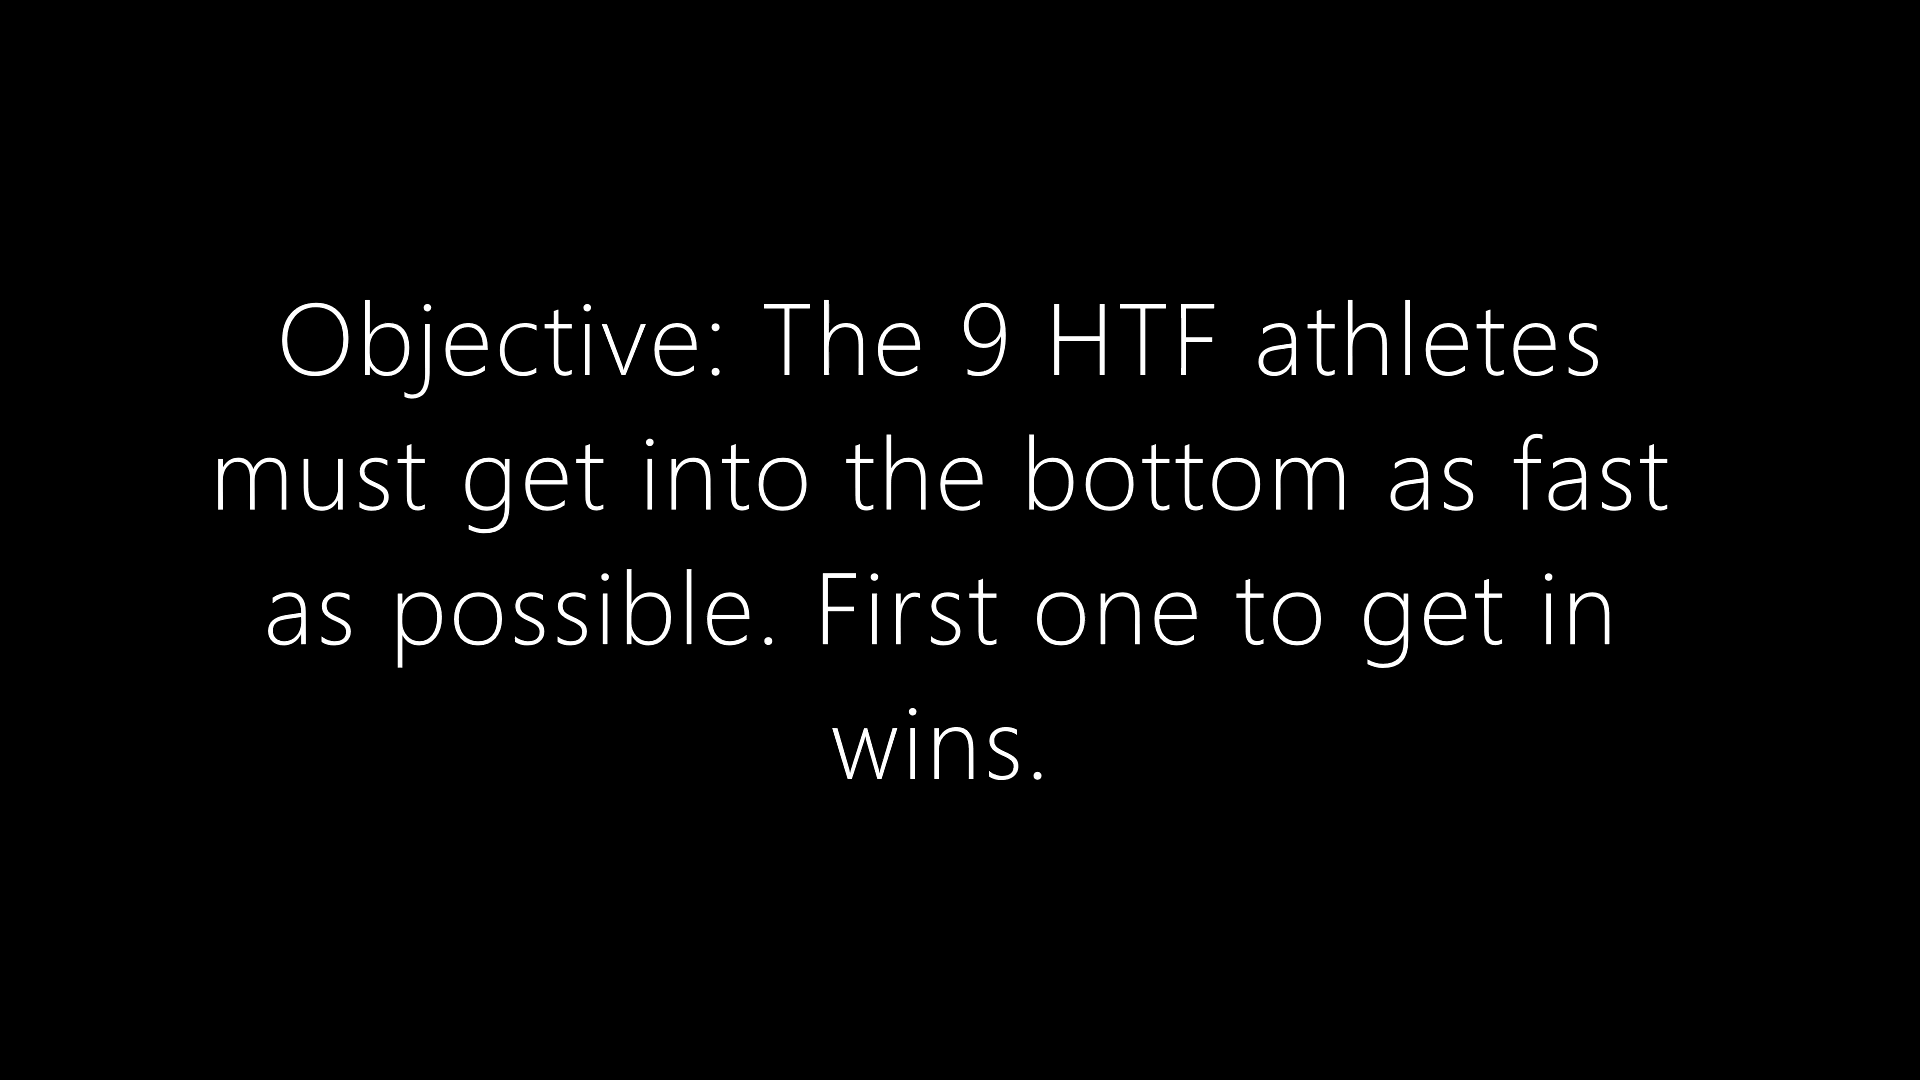 Objective: The 9 HTF athletes
must get into the bottom as fast
as possible. First one to get in
wins.